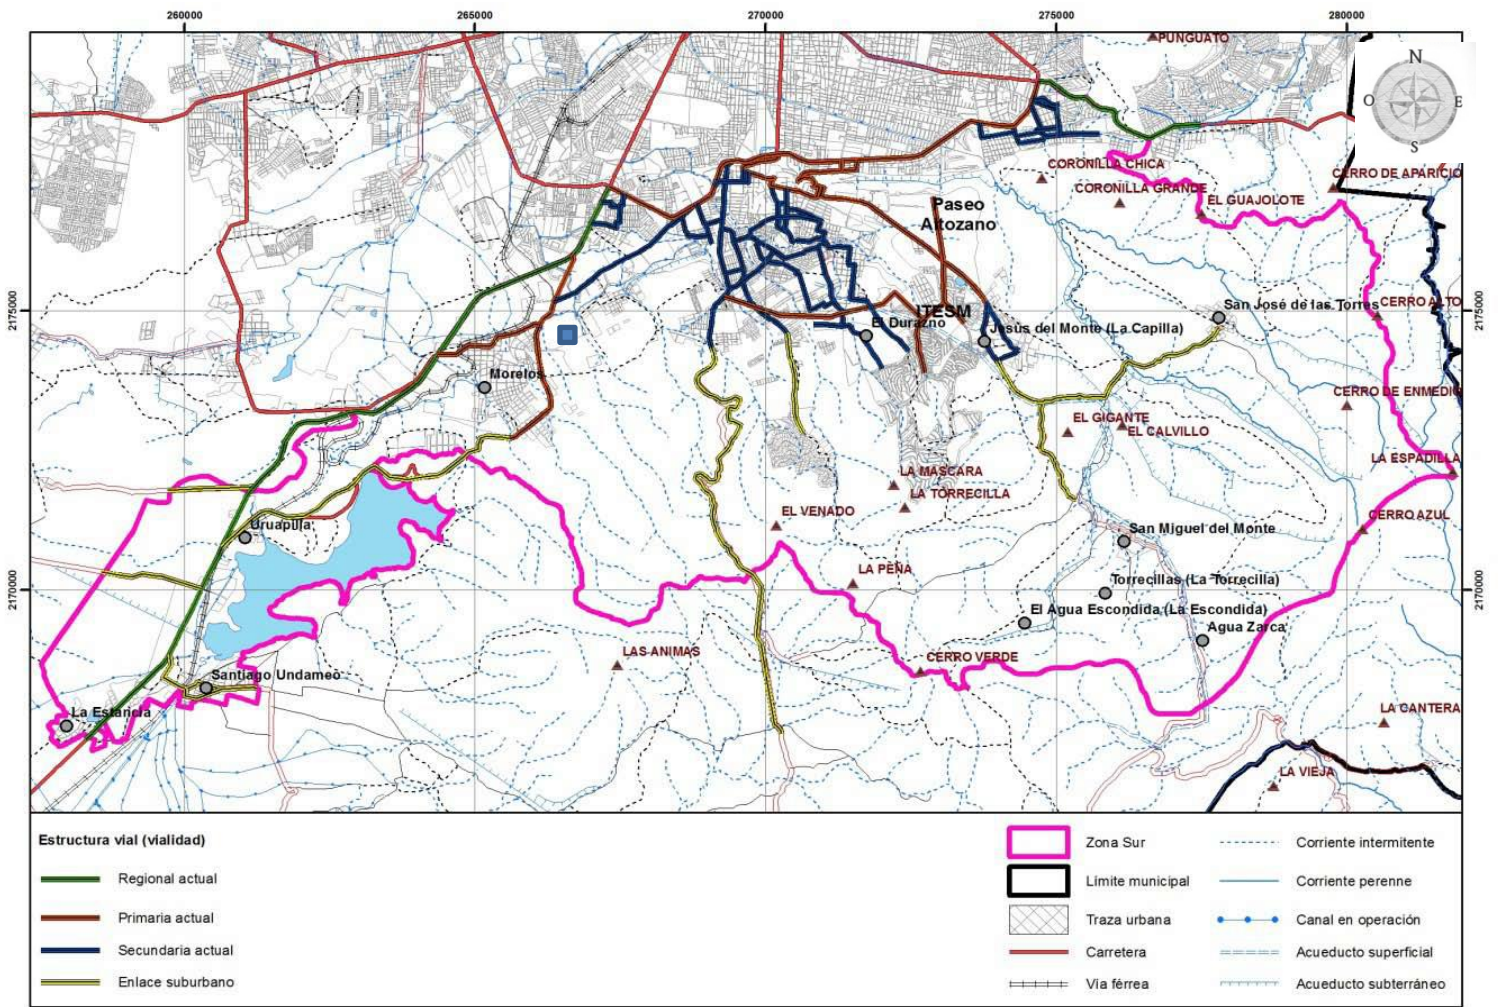 260000
265000
270000
275000
280000
PUNGUATO
N
O
E
S
CORONILLA CHICA
CERRO DE APARICIO
CORONILLA GRANDE
EL GUAJOLOTE
Paseo
Altozano
2175000
San José de las Torres
CERRO ALTO
2175000
ITESM
El Durazno
Jesús del Monte (La Capilla)
Morelos
CERRO DE ENMEDIO
EL GIGANTE
EL CALVILLO
LA MASCARA
LA ESPADILLA
LA TORRECILLA
EL VENADO
CERRO AZUL
Uruapilla
San Miguel del Monte
LA PEÑA
Torrecillas (La Torrecilla)
2170000
2170000
El Agua Escondida (La Escondida)
Agua Zarca
LAS ANIMAS
CERRO VERDE
Santiago Undameo
La Estancia
LA CANTERA
LA VIEJA
Estructura vial (vialidad)
Regional actual
Primaria actual
Secundaria actual
Enlace suburbano
Zona Sur
Límite municipal
Traza urbana
Carretera
Vía férrea
Corriente intermitente
Corriente perenne
Canal en operación
Acueducto superficial
Acueducto subterráneo